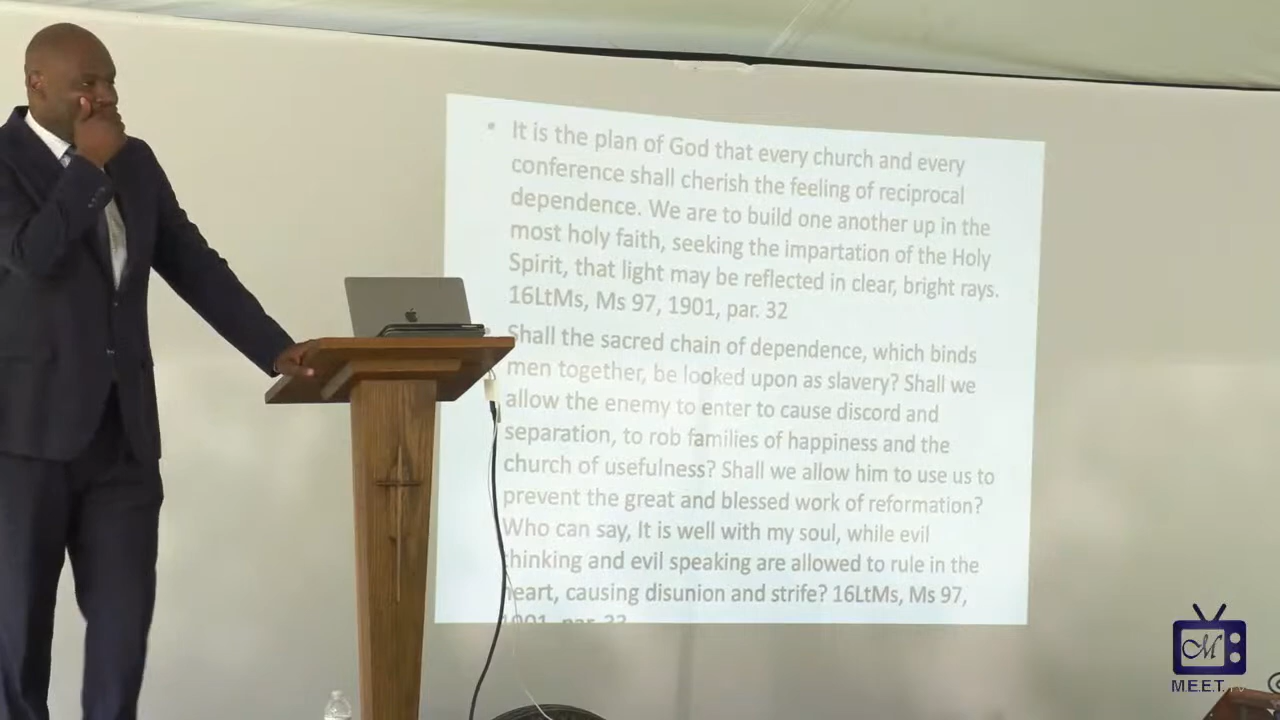 • It is the plan of God that every church and every
conference shall cherish the feeling of reciprocal
dependence. We are to build one another up in the
most holy faith, seeking the impartation of the Holy
Spirit, that light may be reflected in clear, bright rays.
16LtMs, Ms 97, 1901, par. 32
Shall the sacred chain of dependence, which binds
men together, be looked upon as slavery? Shall we
allow the enemy to enter to cause discord and
separation, to rob families of happiness and the
church of usefulness? Shall we allow him to use us to
prevent the great and blessed work of reformation?
Who can say, It is well with my soul, while evil
thinking and evil speaking are allowed to rule in the
heart, causing disunion and strife? 16LtMs, Ms 97,
1901, par. 33
M
M.E.E.T. TV